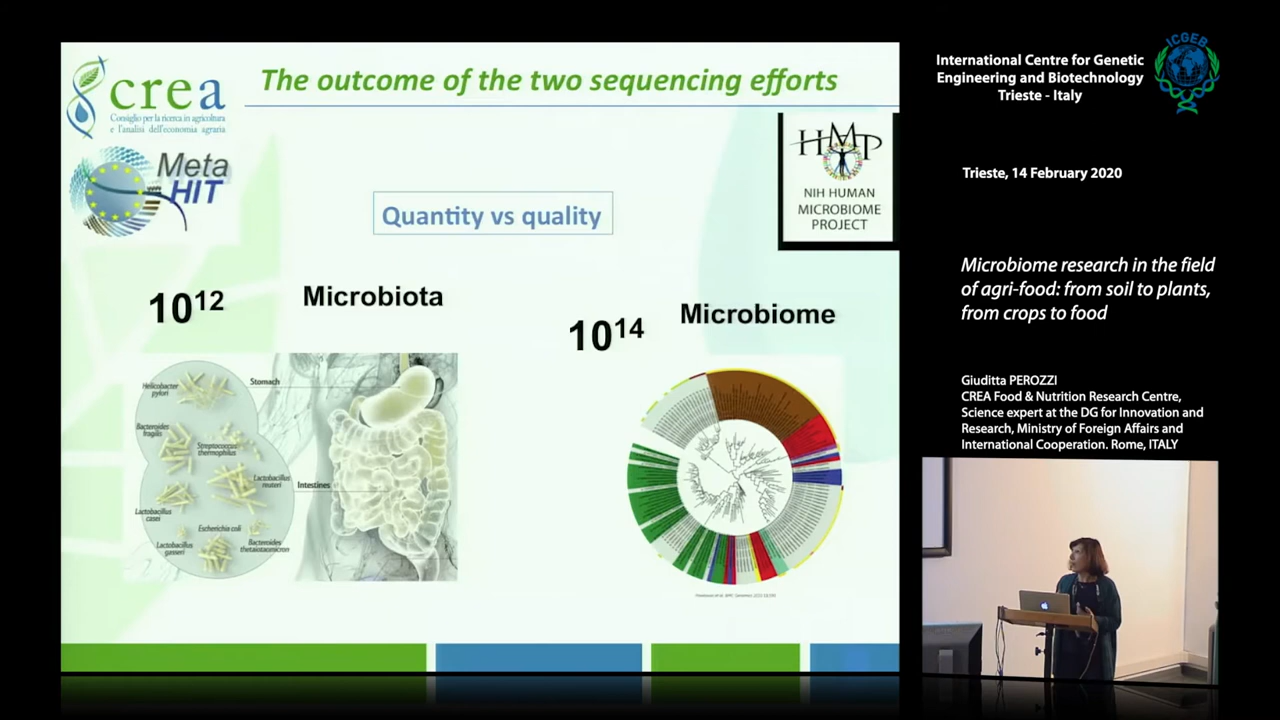 crea
Consiglio per la ricerca in agricoltura
e l'analisi dell'economia agraria
The outcome of the two sequencing efforts
Meta
HIT
Quantity vs quality
HMP
NIH HUMAN
MICROBIOME
PROJECT
10¹²
Microbiota
10¹⁴
Microbiome
Helicobacter
pylori
Stomach
Bacteroides
fragilis
Streptococcus
thermophilus
Lactobacillus
reuteri
Intestines
Lactobacillus
casei
Escherichia coli
Lactobacillus
gasseri
Bacteroides
thetaiotaomicron
ICGEB
International Centre for Genetic
Engineering and Biotechnology
Trieste - Italy
Trieste, 14 February 2020
Microbiome research in the field
of agri-food: from soil to plants,
from crops to food
Giuditta PEROZZI
CREA Food & Nutrition Research Centre,
Science expert at the DG for Innovation and
Research, Ministry of Foreign Affairs and
International Cooperation. Rome, ITALY